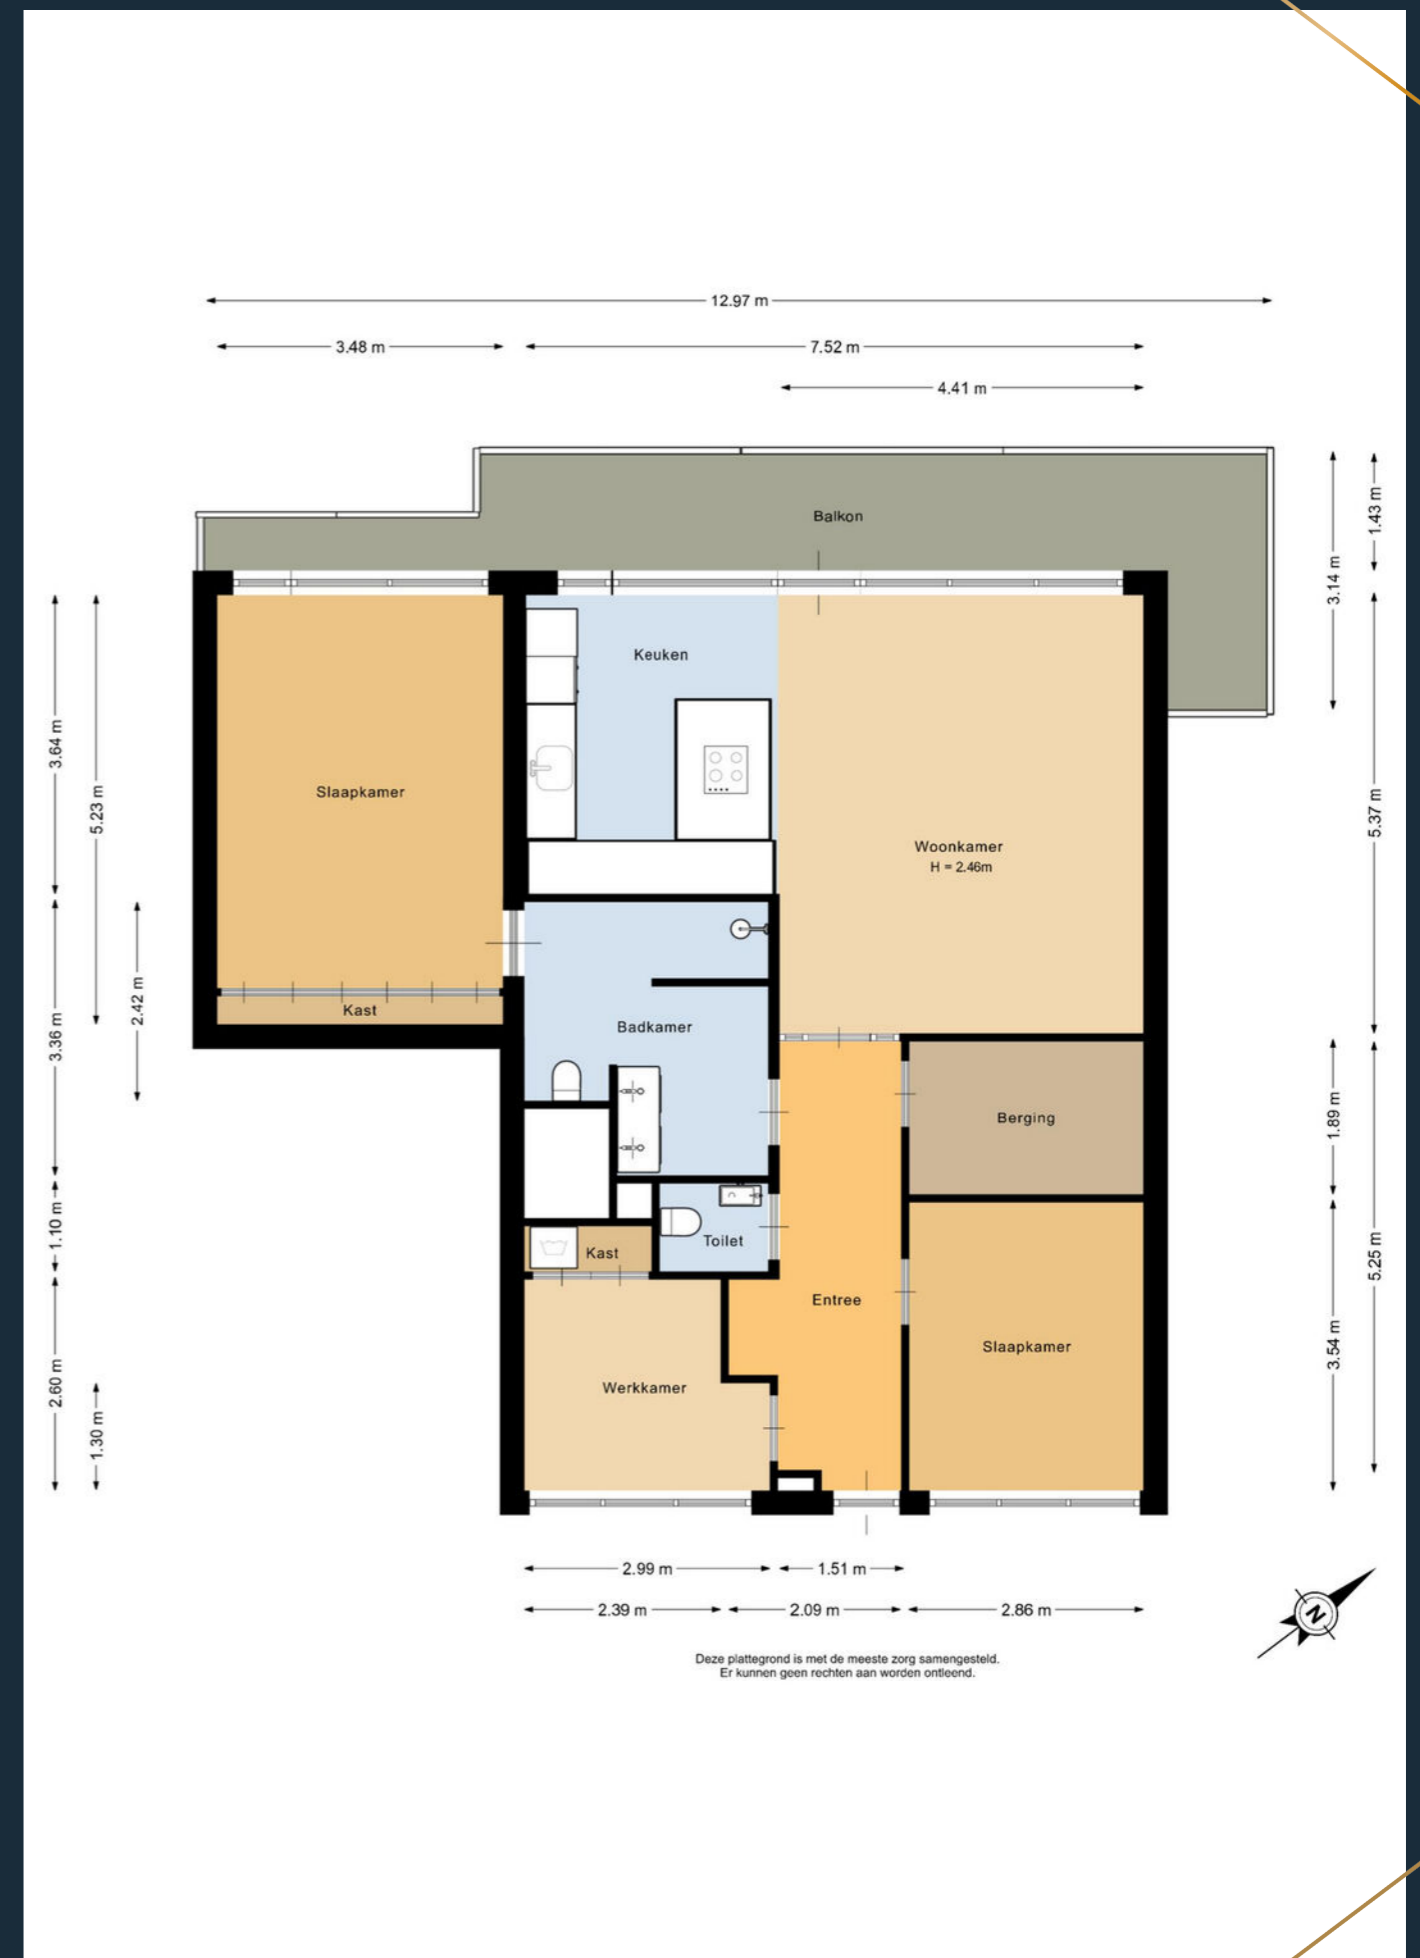 12.97 m
3.48 m
7.52 m
4.41 m
Balkon
1.43 m
3.14 m
Keuken
3.64 m
5.23 m
Slaapkamer
Woonkamer
H = 2.46m
5.37 m
Kast
2.42 m
3.36 m
Badkamer
Berging
1.89 m
1.10 m
Toilet
Kast
5.25 m
Entree
Slaapkamer
3.54 m
Werkkamer
2.60 m
1.30 m
2.99 m
1.51 m
2.39 m
2.09 m
2.86 m
N
Deze plattegrond is met de meeste zorg samengesteld.
Er kunnen geen rechten aan worden ontleend.